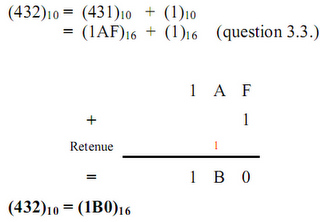 (432)₁₀ = (431)₁₀ + (1)₁₀
= (1AF)₁₆ + (1)₁₆ (question 3.3.)
1 A F
+ 1
Retenue 1
= 1 B 0
(432)₁₀ = (1B0)₁₆